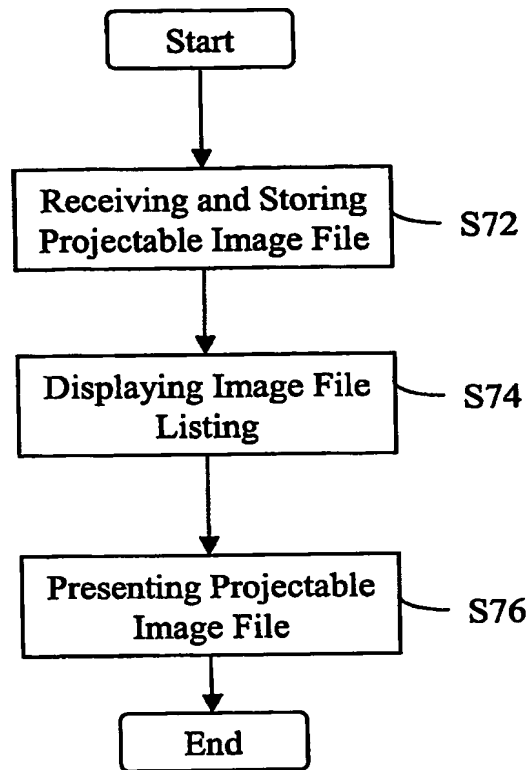 Start
Receiving and Storing
Projectable Image File
S72
Displaying Image File
Listing
S74
Presenting Projectable
Image File
S76
End